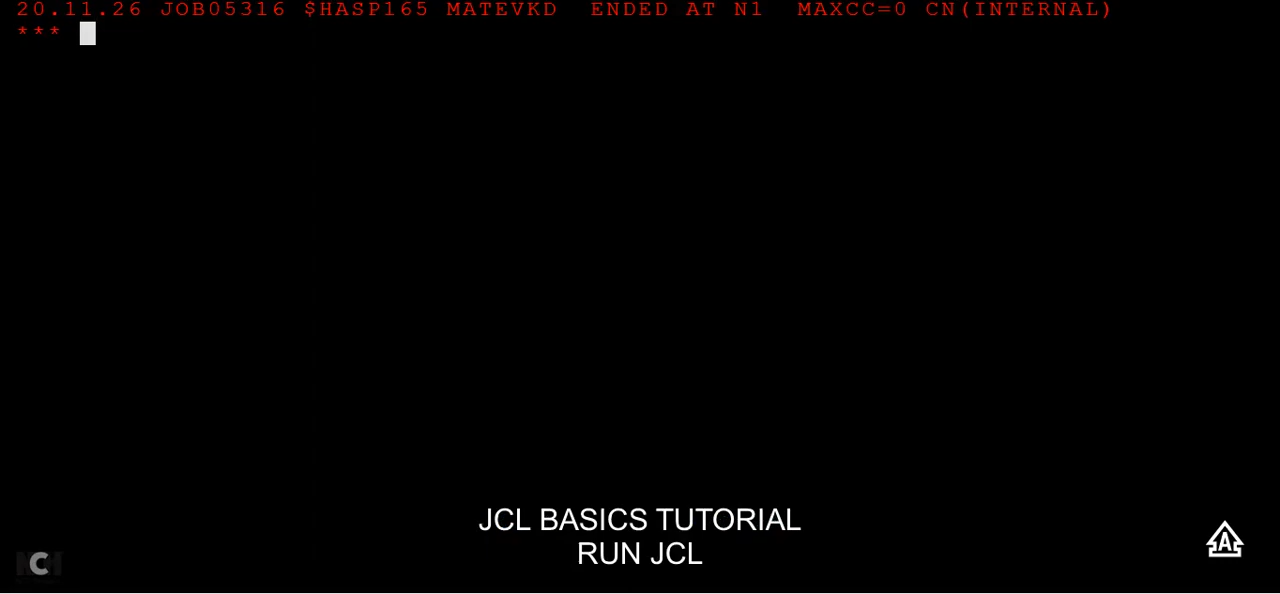 20.11.26 JOB05316 $HASP165 MATEVKD  ENDED AT N1  MAXCC=0 CN(INTERNAL)
***
JCL BASICS TUTORIAL
RUN JCL
C
A